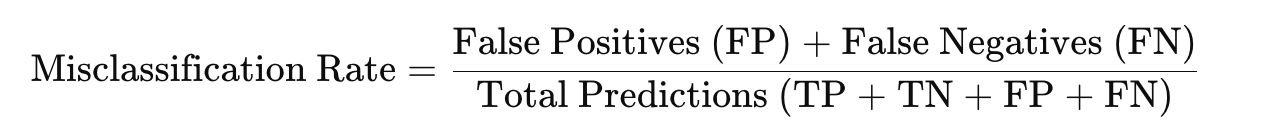 Misclassification Rate = False Positives (FP) + False Negatives (FN)
Total Predictions (TP + TN + FP + FN)